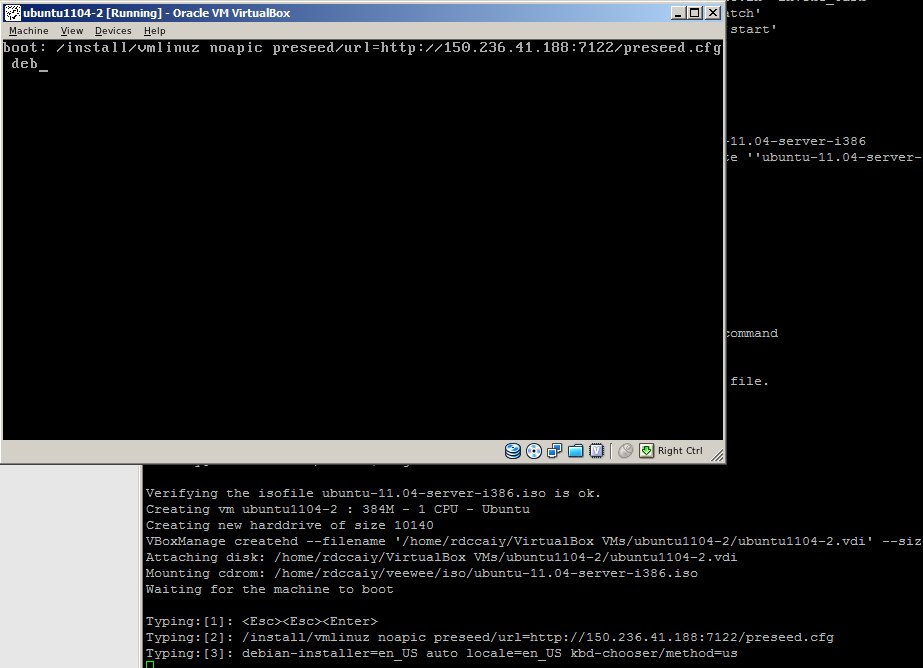 ubuntu1104-2 [Running] - Oracle VM VirtualBox
Machine View Devices Help
boot: /install/vmlinuz noapic preseed/url=http://150.236.41.188:7122/preseed.cfg
deb_
Right Ctrl
atch'
start'
-11.04-server-i386
te ''ubuntu-11.04-server-
command
file.
Verifying the isofile ubuntu-11.04-server-i386.iso is ok.
Creating vm ubuntu1104-2 : 384M - 1 CPU - Ubuntu
Creating new harddrive of size 10140
VBoxManage createhd --filename '/home/rdccaiy/VirtualBox VMs/ubuntu1104-2/ubuntu1104-2.vdi' --siz
Attaching disk: /home/rdccaiy/VirtualBox VMs/ubuntu1104-2/ubuntu1104-2.vdi
Mounting cdrom: /home/rdccaiy/veewee/iso/ubuntu-11.04-server-i386.iso
Waiting for the machine to boot
Typing:[1]: <Esc><Esc><Enter>
Typing:[2]: /install/vmlinuz noapic preseed/url=http://150.236.41.188:7122/preseed.cfg
Typing:[3]: debian-installer=en_US auto locale=en_US kbd-chooser/method=us